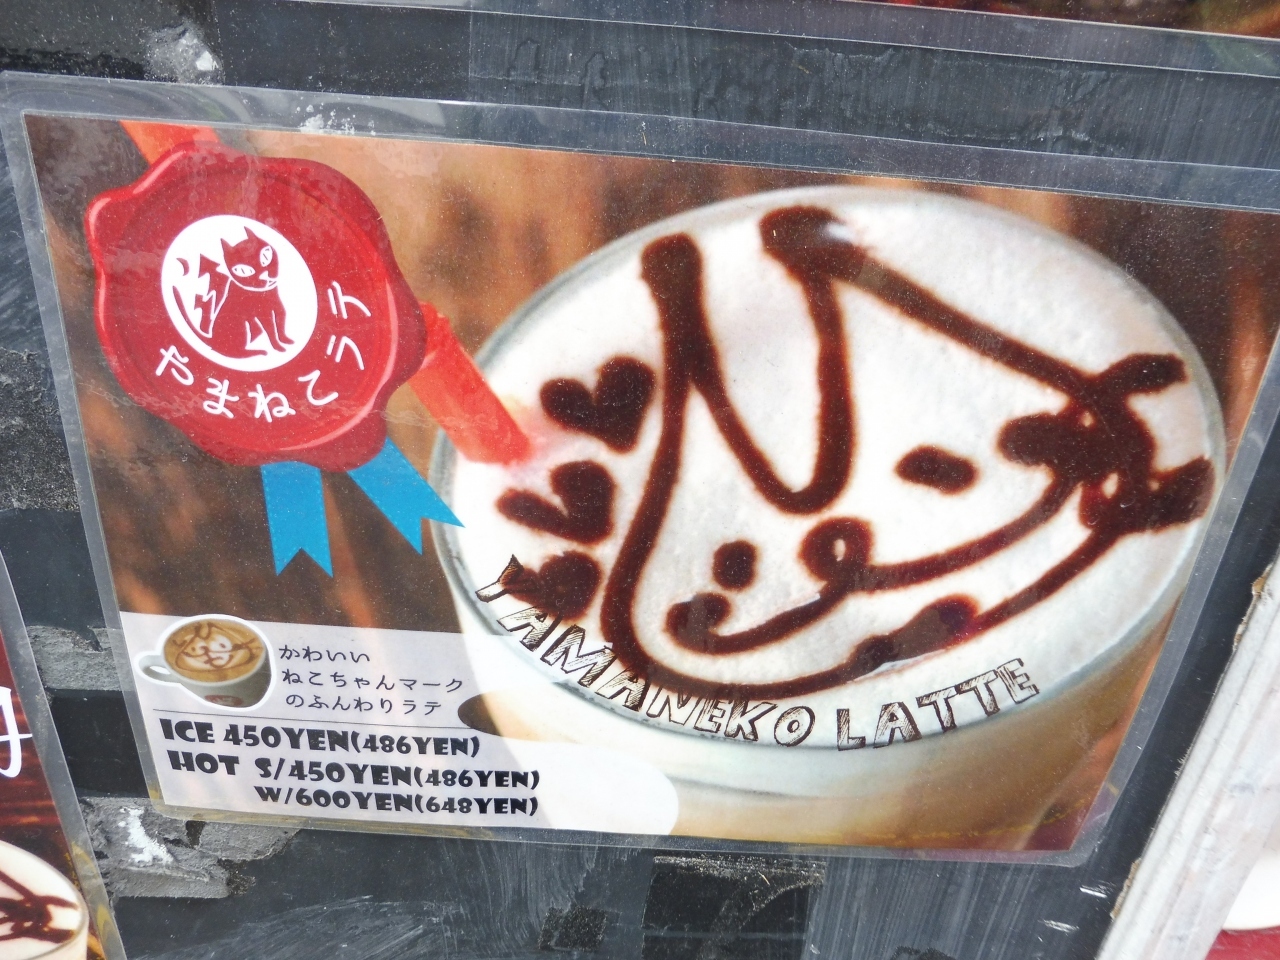 やまねこラテ
YAMANEKO LATTE
かわいい
ねこちゃんマーク
のふんわりラテ
ICE 450YEN(486YEN)
HOT S/450YEN(486YEN)
W/600YEN(648YEN)